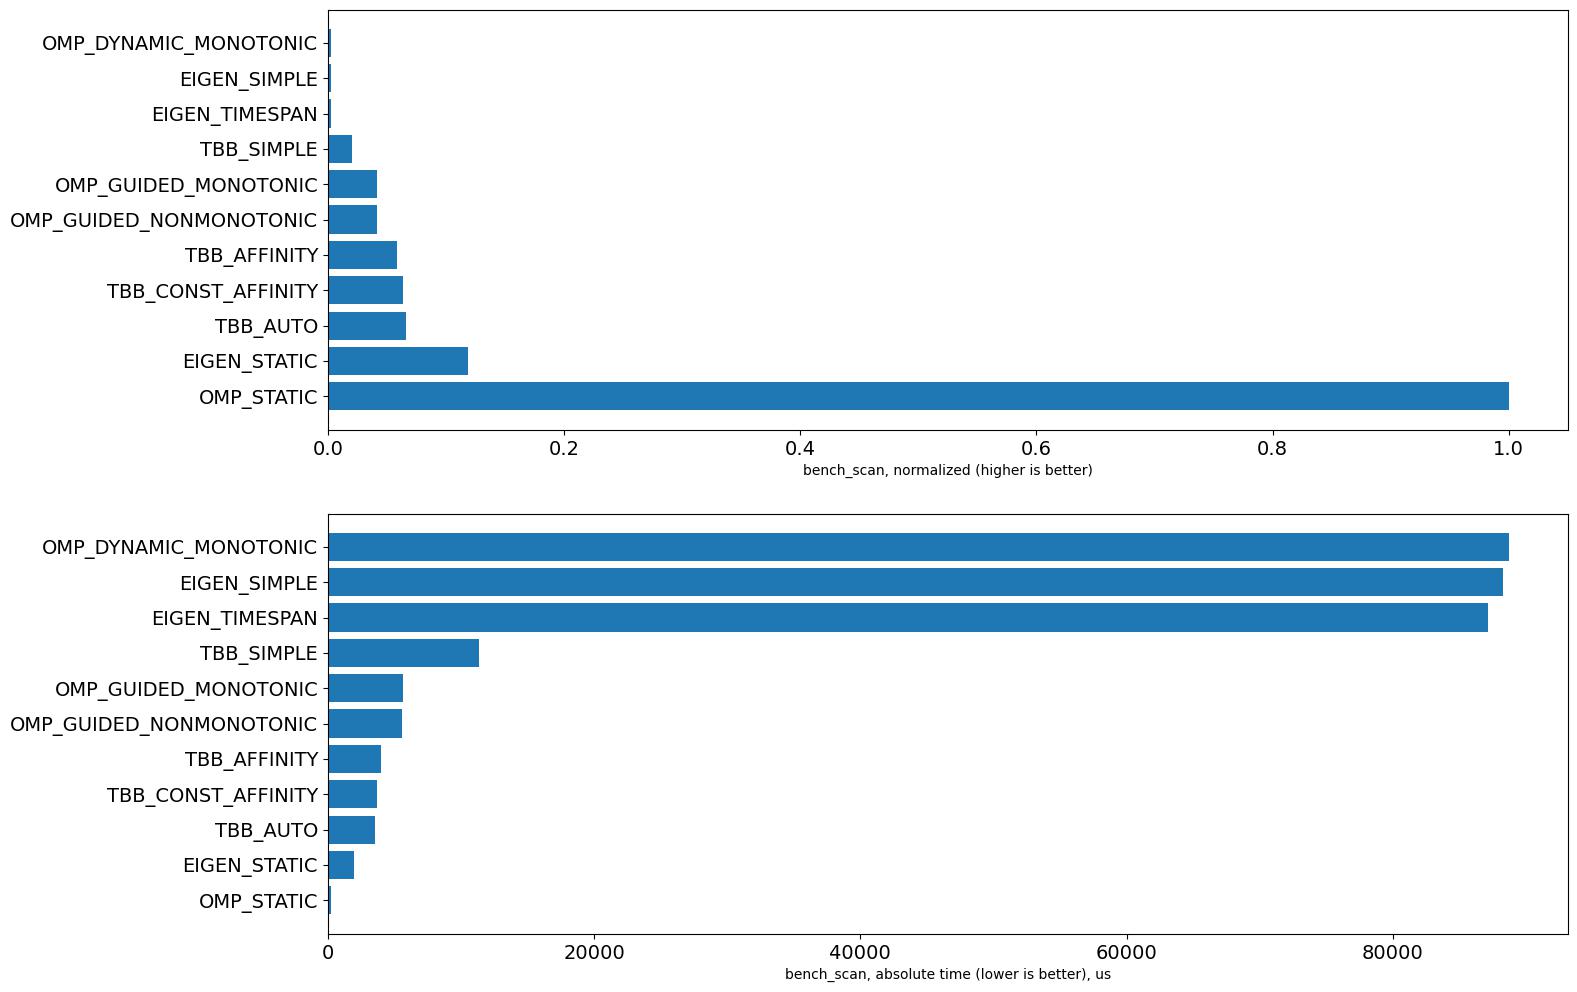 OMP_DYNAMIC_MONOTONIC
EIGEN_SIMPLE
EIGEN_TIMESPAN
TBB_SIMPLE
OMP_GUIDED_MONOTONIC
OMP_GUIDED_NONMONOTONIC
TBB_AFFINITY
TBB_CONST_AFFINITY
TBB_AUTO
EIGEN_STATIC
OMP_STATIC
0.0 0.2 0.4 0.6 0.8 1.0
bench_scan, normalized (higher is better)
OMP_DYNAMIC_MONOTONIC
EIGEN_SIMPLE
EIGEN_TIMESPAN
TBB_SIMPLE
OMP_GUIDED_MONOTONIC
OMP_GUIDED_NONMONOTONIC
TBB_AFFINITY
TBB_CONST_AFFINITY
TBB_AUTO
EIGEN_STATIC
OMP_STATIC
0 20000 40000 60000 80000
bench_scan, absolute time (lower is better), us